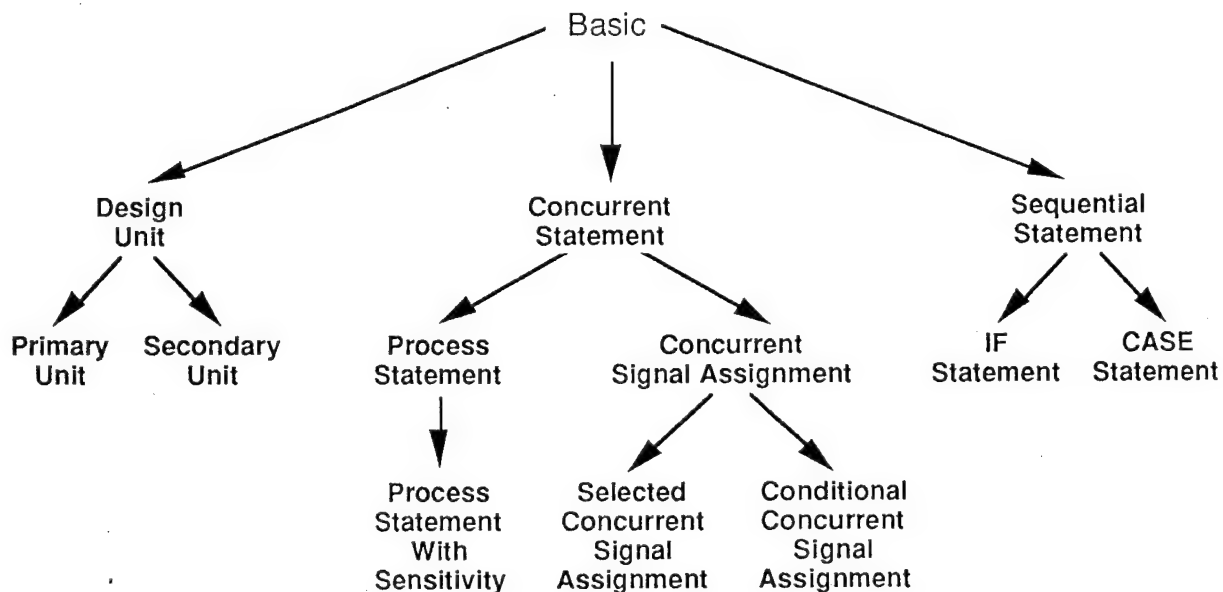 Basic
Design
Unit
Concurrent
Statement
Sequential
Statement
Primary
Unit
Secondary
Unit
Process
Statement
Concurrent
Signal Assignment
IF
Statement
CASE
Statement
Process
Statement
With
Sensitivity
Selected
Concurrent
Signal
Assignment
Conditional
Concurrent
Signal
Assignment